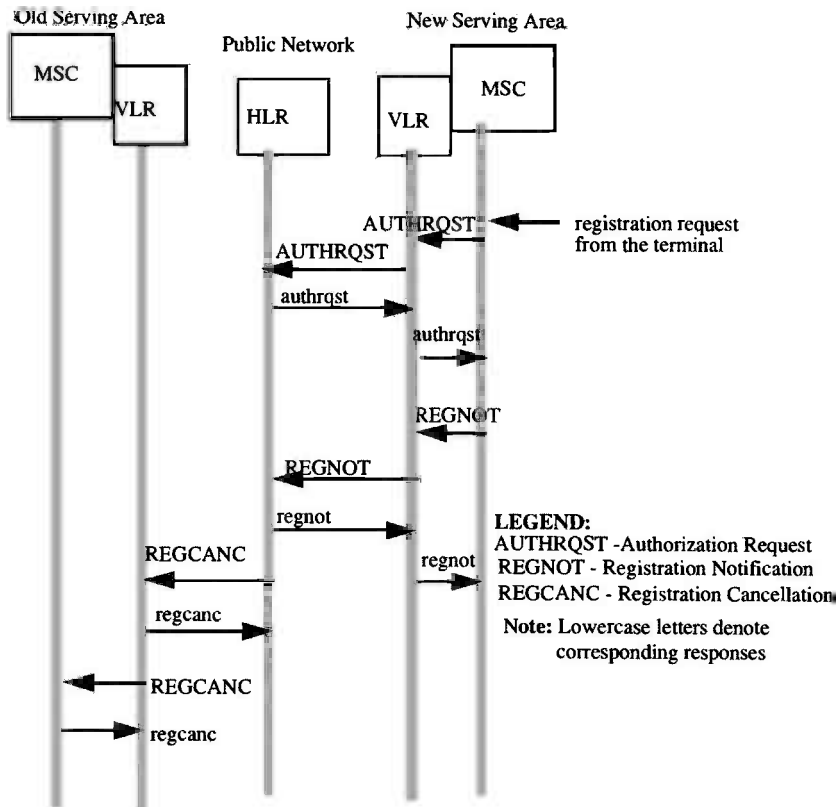 Old Serving Area
Public Network
New Serving Area
MSC
VLR
HLR
VLR
MSC
AUTHRQST
registration request
from the terminal
AUTHRQST
authrqst
authrqst
REGNOT
REGNOT
regnot
REGCANC
regnot
regcanc
REGCANC
regcanc
LEGEND:
AUTHRQST -Authorization Request
REGNOT - Registration Notification
REGCANC - Registration Cancellation
Note: Lowercase letters denote
corresponding responses